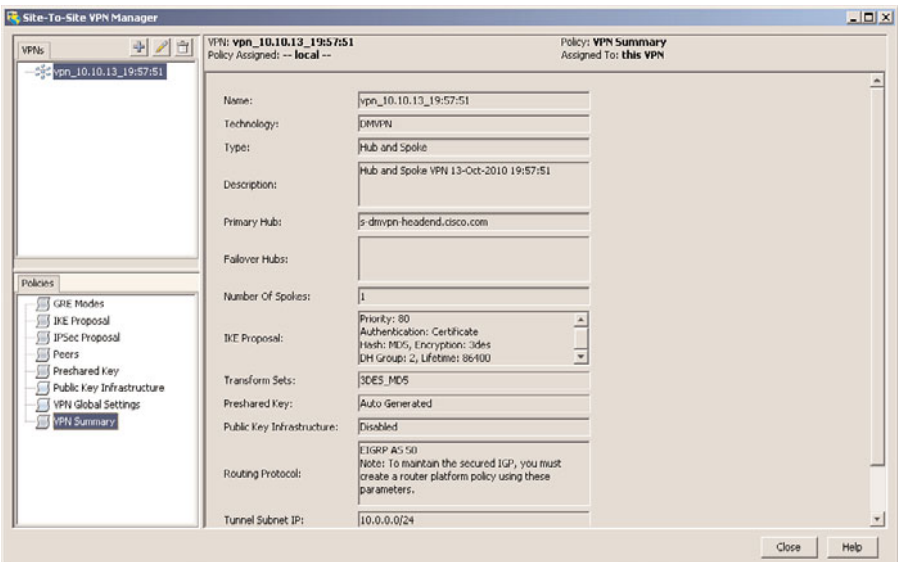 Site-To-Site VPN Manager
VPNs
vpn_10.10.13_19:57:51
Policies
GRE Modes
IKE Proposal
IPSec Proposal
Peers
Preshared Key
Public Key Infrastructure
VPN Global Settings
VPN Summary
VPN: vpn_10.10.13_19:57:51
Policy Assigned: -- local --
Policy: VPN Summary
Assigned To: this VPN
Name: vpn_10.10.13_19:57:51
Technology: DMVPN
Type: Hub and Spoke
Description: Hub and Spoke VPN 13-Oct-2010 19:57:51
Primary Hub: s-dmvpn-headend.cisco.com
Failover Hubs:
Number Of Spokes: 1
IKE Proposal:
Priority: 80
Authentication: Certificate
Hash: MD5, Encryption: 3des
DH Group: 2, Lifetime: 86400
Transform Sets: 3DES_MD5
Preshared Key: Auto Generated
Public Key Infrastructure: Disabled
Routing Protocol:
EIGRP AS 50
Note: To maintain the secured IGP, you must
create a router platform policy using these
parameters.
Tunnel Subnet IP: 10.0.0.0/24
Close
Help